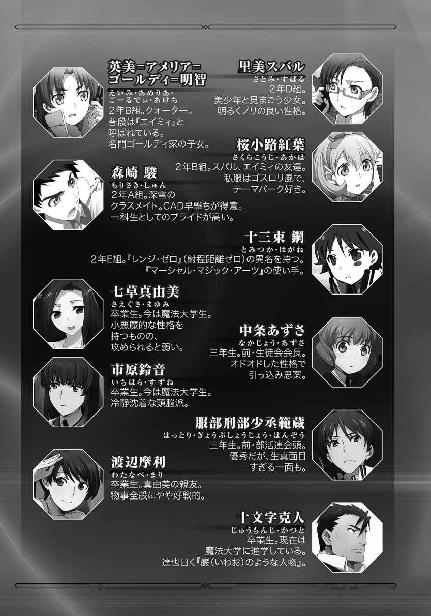 英美=アメリア=
ゴールディ=明智
えいみ・あめりあ・
ごーるでぃ・あけち
2年B組。クォーター。
普段は『エイミィ』と
呼ばれている。
名門ゴールディ家の子女。
里美スバル
さとみ・すばる
2年D組。
美少年と見まごう少女。
明るくノリの良い性格。
桜小路紅葉
さくらこうじ・あかは
2年B組。スバル、エイミィの友達。
私服はゴスロリ風で、
テーマパーク好き。
森崎 駿
もりさき・しゅん
2年A組。深雪の
クラスメイト。CAD早撃ちが得意。
一科生としてのプライドが高い。
十三束 鋼
とみつか・はがね
2年E組。『レンジ・ゼロ』(射程距離ゼロ)の異名を持つ。
『マーシャル・マジック・アーツ』の使い手。
七草真由美
さえぐさ・まゆみ
卒業生。今は魔法大学生。
小悪魔的な性格を
持つものの、
攻められると弱い。
中条あずさ
なかじょう・あずさ
三年生。前・生徒会会長。
オドオドした性格で
引っ込み思案。
市原鈴音
いちはら・すずね
卒業生。今は魔法大学生。
冷静沈着な頭脳派。
服部刑部少丞範蔵
はっとり・ぎょうぶしょうじょう・はんぞう
三年生。前・部活連会頭。
優秀だが、生真面目
すぎる一面も。
渡辺摩利
わたなべ・まり
卒業生。真由美の親友。
物事全般にやや好戦的。
十文字克人
じゅうもんじ・かつと
卒業生。現在は
魔法大学に進学している。
達也曰く『巌(いわお)のような人物』。